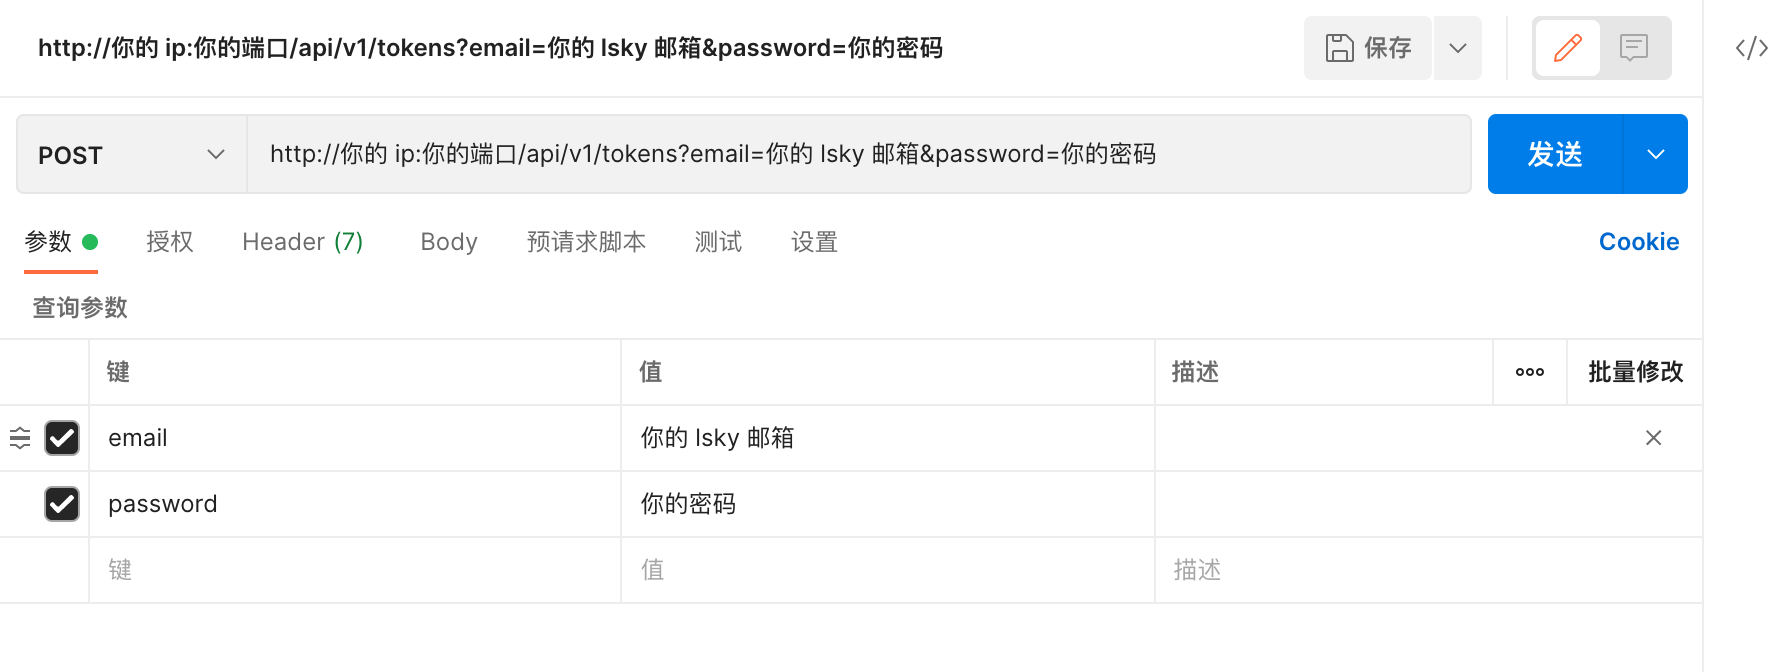 http://你的 ip:你的端口/api/v1/tokens?email=你的 lsky 邮箱&password=你的密码
保存
</>
POST
http://你的 ip:你的端口/api/v1/tokens?email=你的 lsky 邮箱&password=你的密码
发送
参数 授权 Header (7) Body 预请求脚本 测试 设置 Cookie
查询参数
键 值 描述 ooo 批量修改
email 你的 lsky 邮箱
password 你的密码
键 值 描述